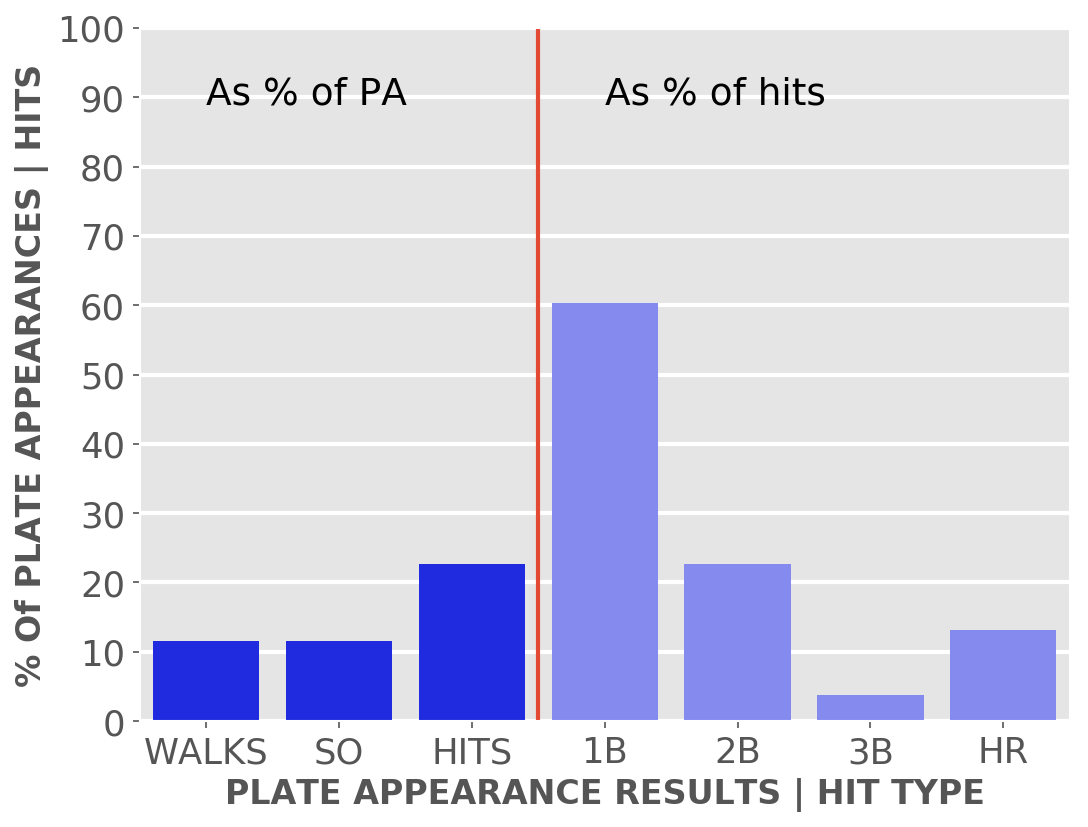 100
90
80
70
60
50
40
30
20
10
0
% Of PLATE APPEARANCES | HITS
As % of PA
As % of hits
WALKS SO HITS 1B 2B 3B HR
PLATE APPEARANCE RESULTS | HIT TYPE